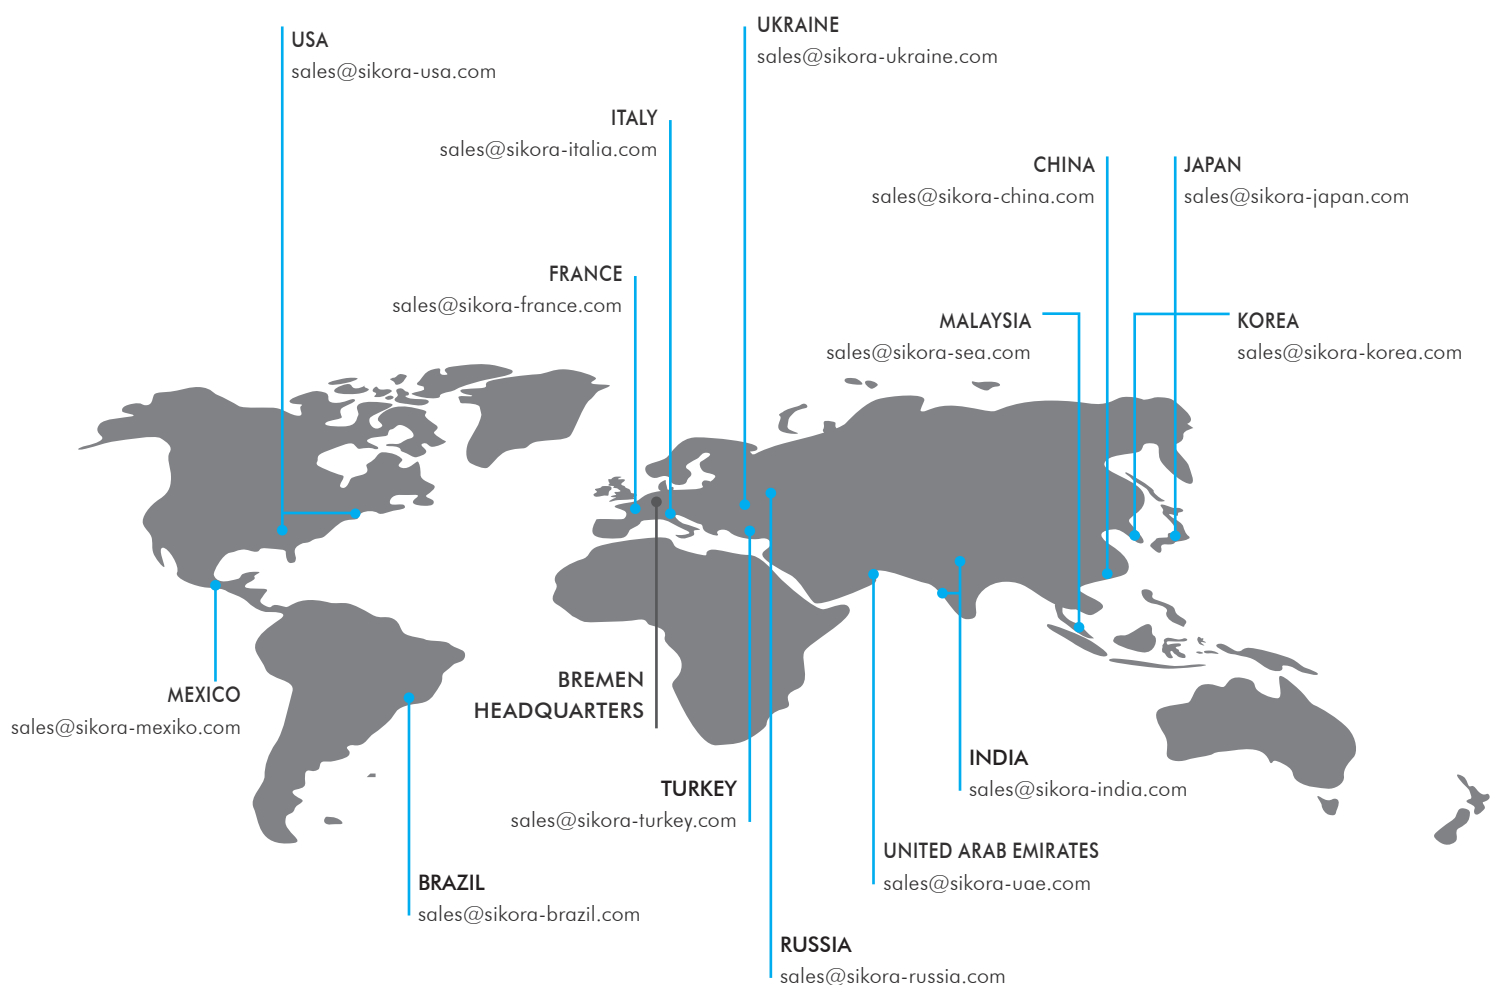 USA
sales@sikora-usa.com
UKRAINE
sales@sikora-ukraine.com
ITALY
sales@sikora-italia.com
CHINA
sales@sikora-china.com
JAPAN
sales@sikora-japan.com
FRANCE
sales@sikora-france.com
MALAYSIA
sales@sikora-sea.com
KOREA
sales@sikora-korea.com
MEXICO
sales@sikora-mexiko.com
BREMEN
HEADQUARTERS
TURKEY
sales@sikora-turkey.com
INDIA
sales@sikora-india.com
UNITED ARAB EMIRATES
sales@sikora-uae.com
BRAZIL
sales@sikora-brazil.com
RUSSIA
sales@sikora-russia.com